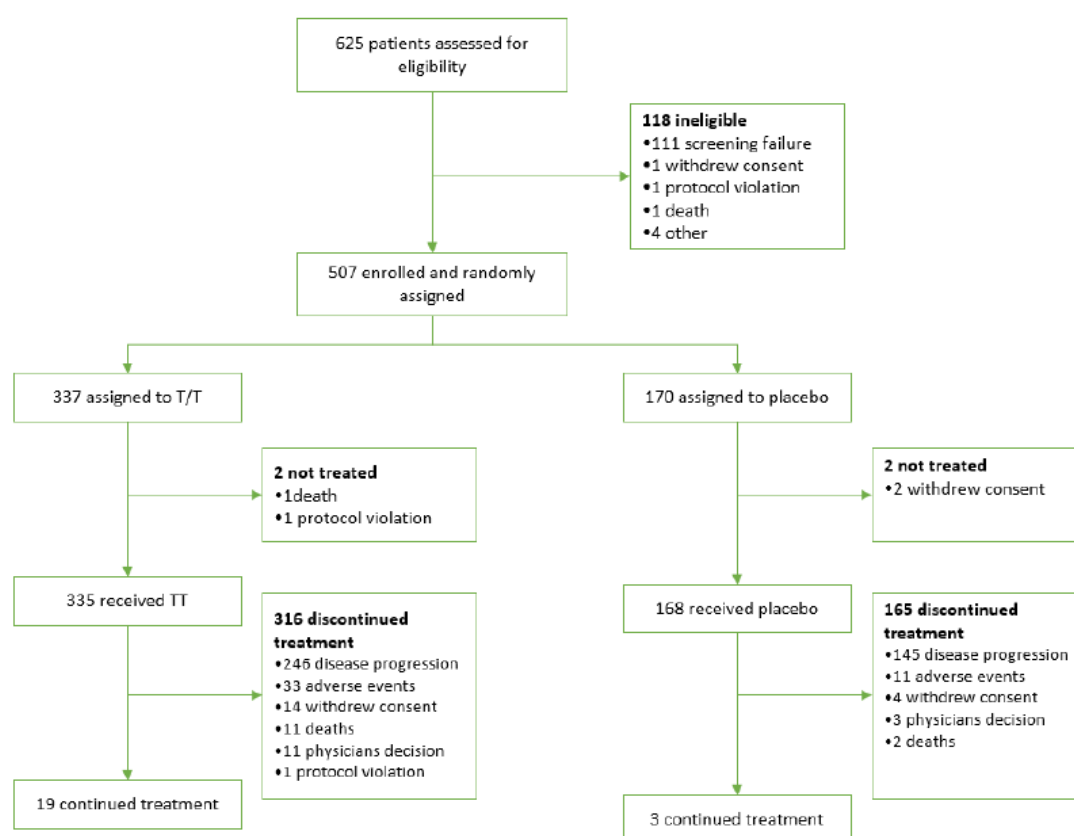 625 patients assessed for
eligibility
118 ineligible
•111 screening failure
•1 withdrew consent
•1 protocol violation
•1 death
•4 other
507 enrolled and randomly
assigned
337 assigned to T/T
170 assigned to placebo
2 not treated
•1death
•1 protocol violation
2 not treated
•2 withdrew consent
335 received TT
168 received placebo
316 discontinued
treatment
•246 disease progression
•33 adverse events
•14 withdrew consent
•11 deaths
•11 physicians decision
•1 protocol violation
165 discontinued
treatment
•145 disease progression
•11 adverse events
•4 withdrew consent
•3 physicians decision
•2 deaths
19 continued treatment
3 continued treatment